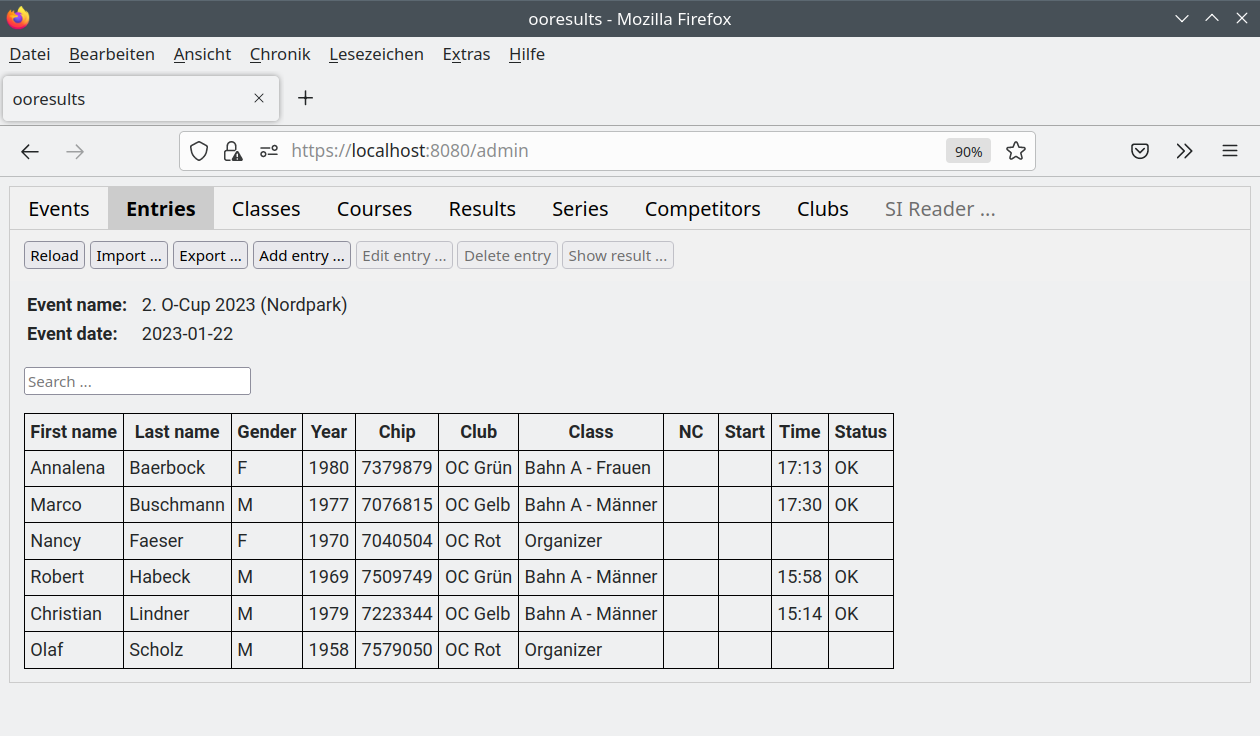 ooresults - Mozilla Firefox
Datei Bearbeiten Ansicht Chronik Lesezeichen Extras Hilfe
ooresults
https://localhost:8080/admin 90%
Events Entries Classes Courses Results Series Competitors Clubs SI Reader ...
Reload Import ... Export ... Add entry ... Edit entry ... Delete entry Show result ...
Event name: 2. O-Cup 2023 (Nordpark)
Event date: 2023-01-22
Search ...
First name Last name Gender Year Chip Club Class NC Start Time Status
Annalena Baerbock F 1980 7379879 OC Grün Bahn A - Frauen 17:13 OK
Marco Buschmann M 1977 7076815 OC Gelb Bahn A - Männer 17:30 OK
Nancy Faeser F 1970 7040504 OC Rot Organizer
Robert Habeck M 1969 7509749 OC Grün Bahn A - Männer 15:58 OK
Christian Lindner M 1979 7223344 OC Gelb Bahn A - Männer 15:14 OK
Olaf Scholz M 1958 7579050 OC Rot Organizer